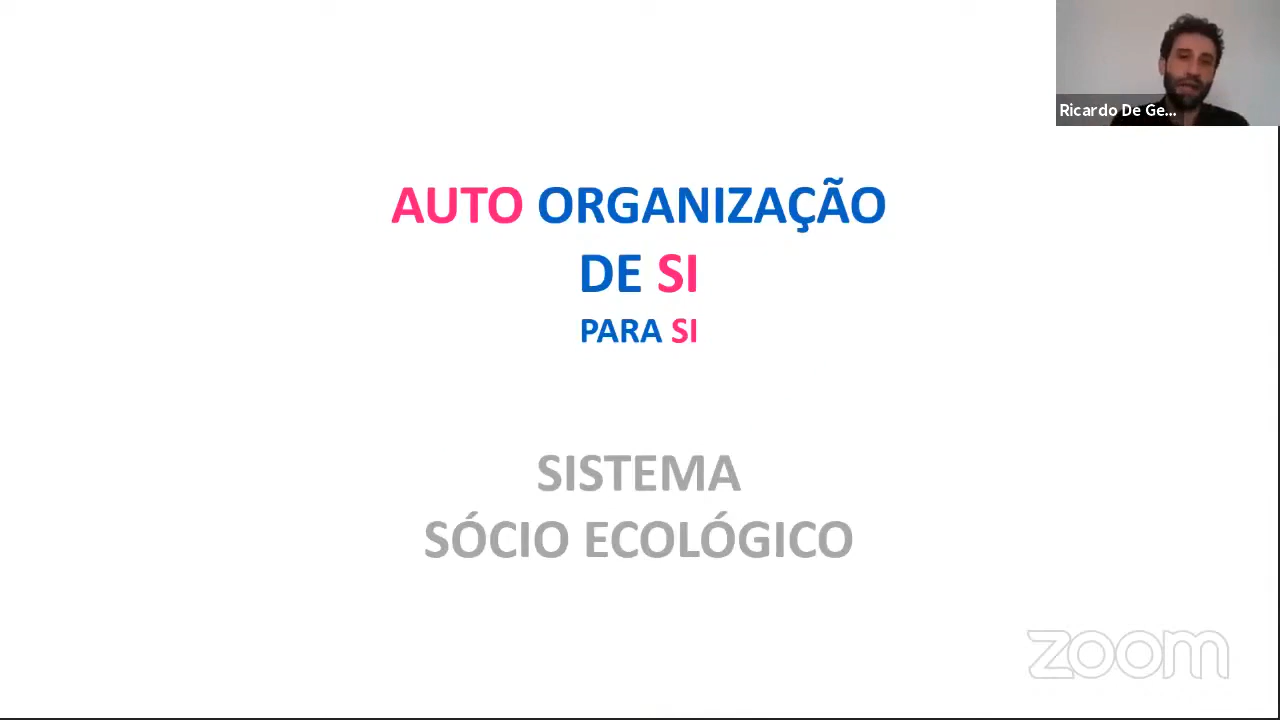 Ricardo De Ge...
AUTO ORGANIZAÇÃO
DE SI
PARA SI
SISTEMA
SÓCIO ECOLÓGICO
zoom